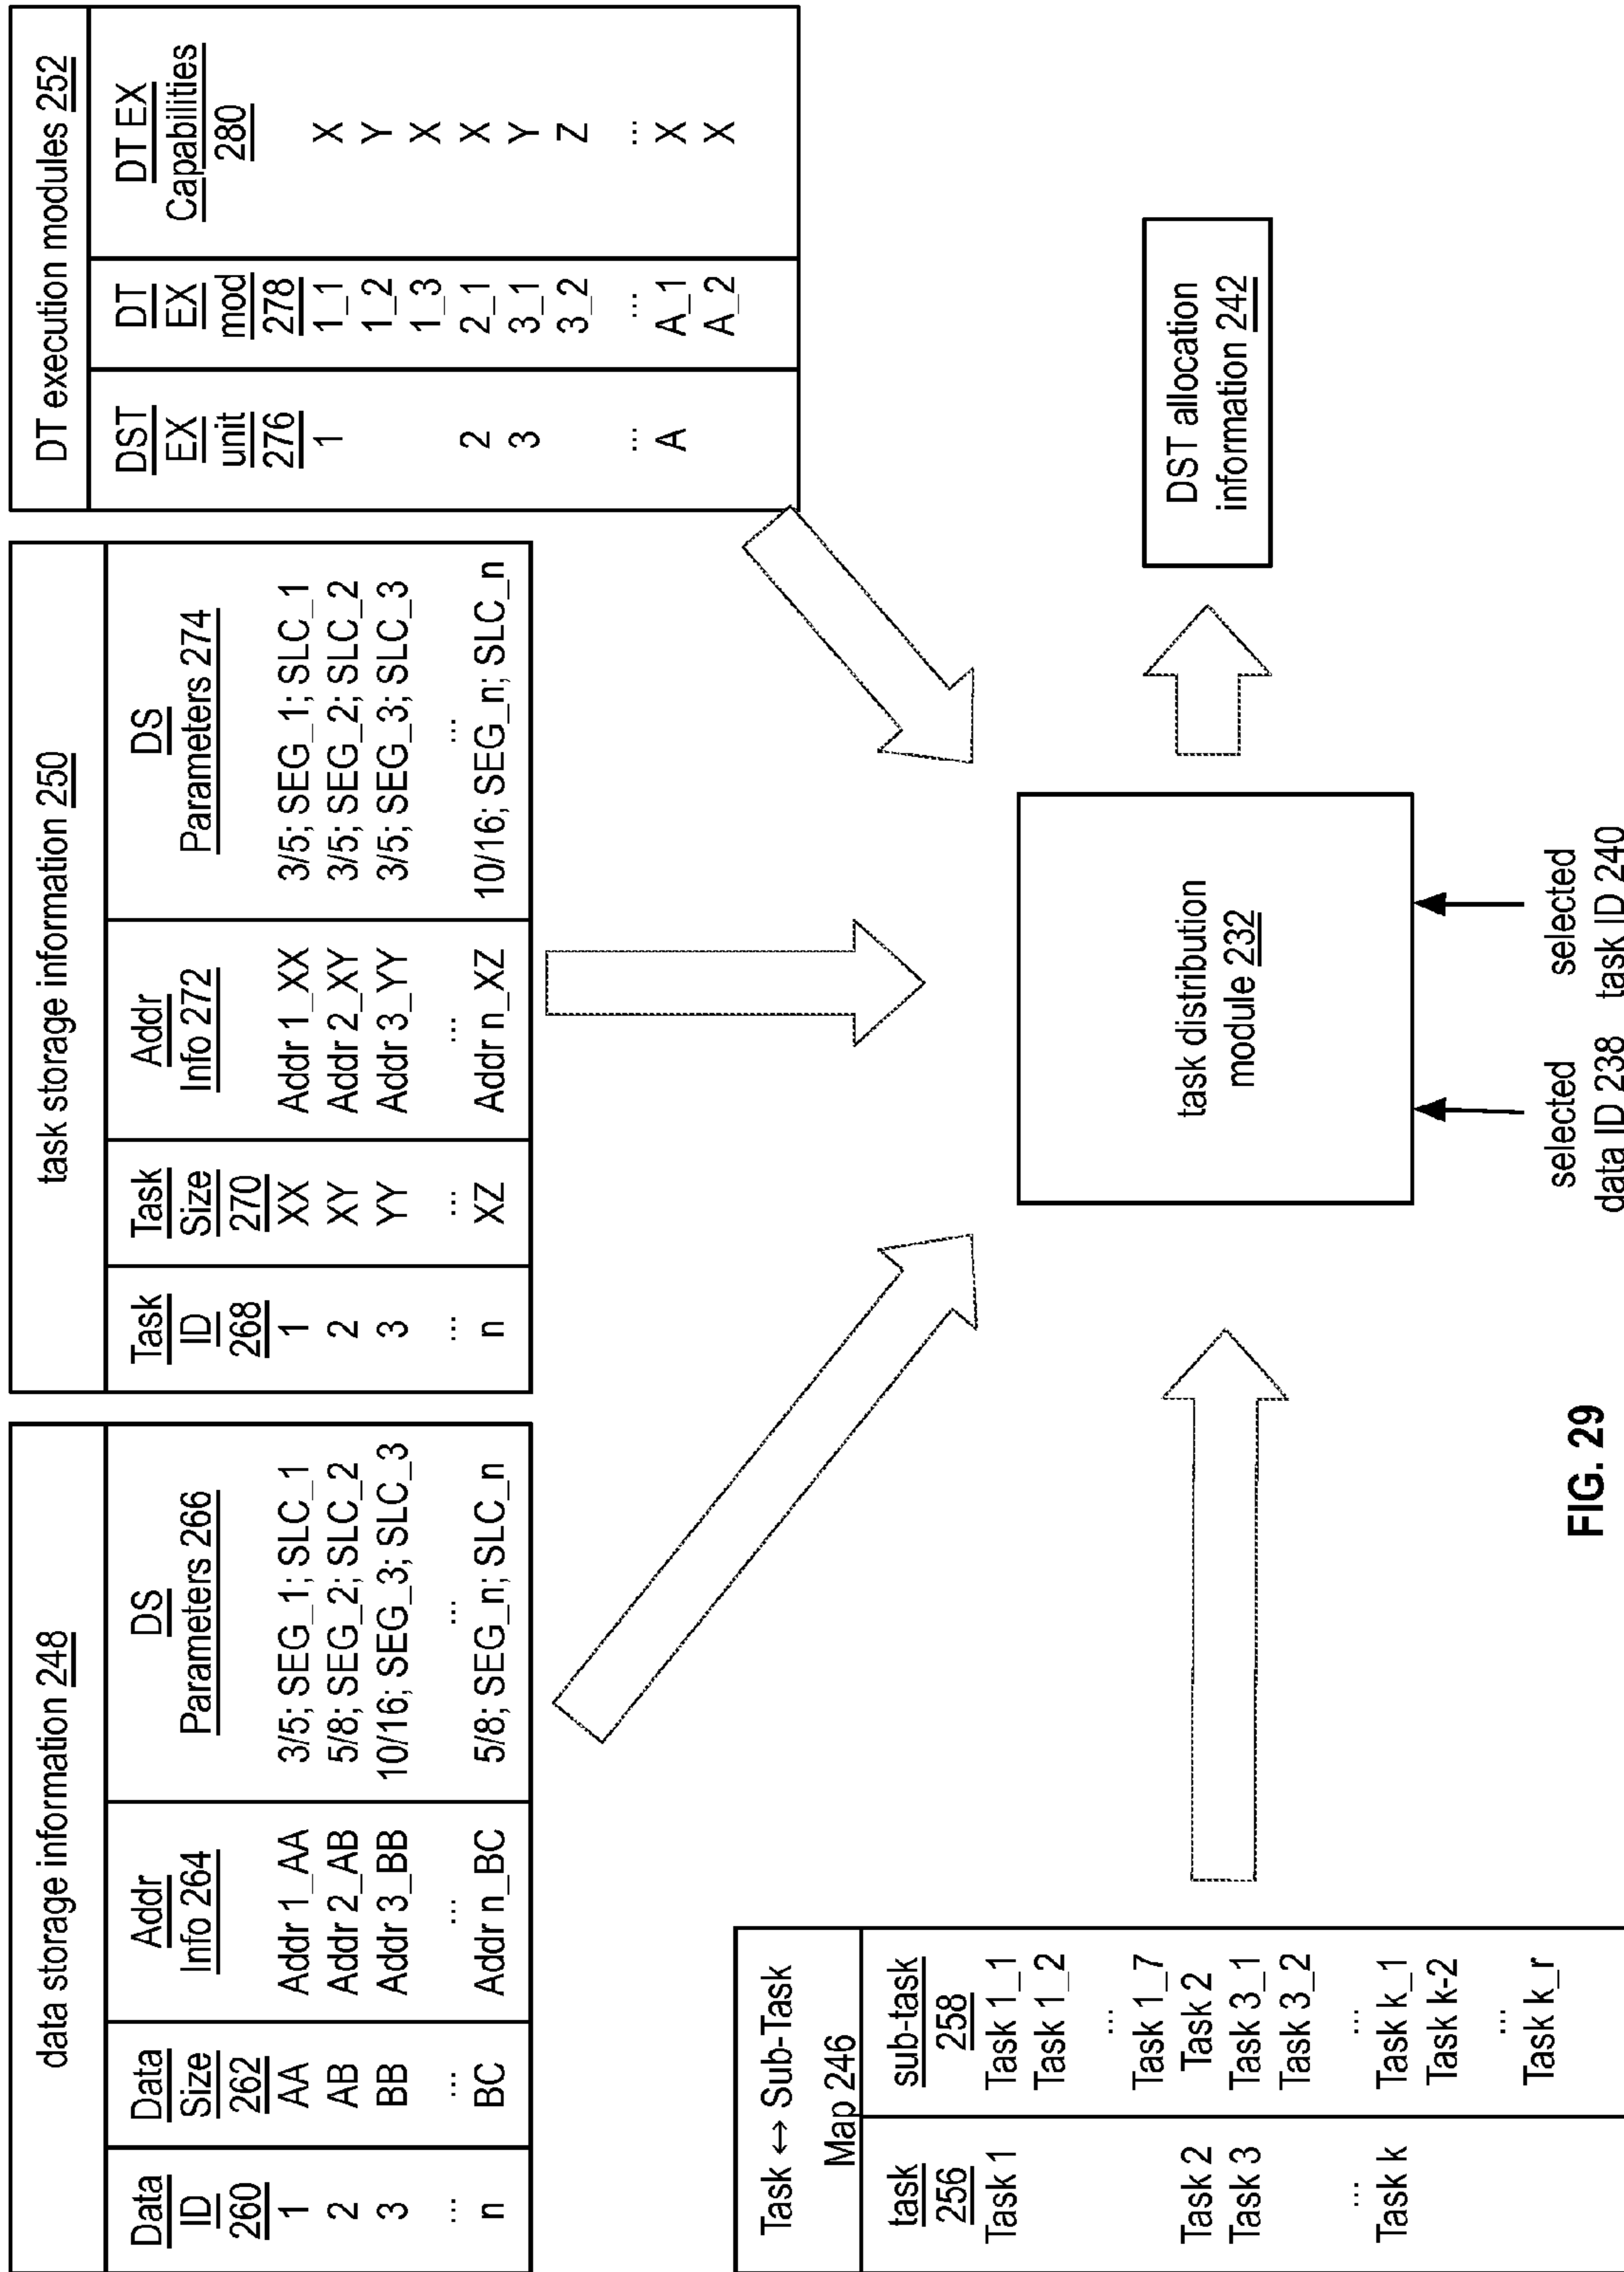 data storage information 248
Data ID 260 Data Size 262 Addr Info 264 DS Parameters 266
1 AA Addr 1_AA 3/5; SEG_1; SLC_1
2 AB Addr 2_AB 5/8; SEG_2; SLC_2
3 BB Addr 3_BB 10/16; SEG_3; SLC_3
... ... ... ...
n BC Addr n_BC 5/8; SEG_n; SLC_n
task storage information 250
Task ID 268 Task Size 270 Addr Info 272 DS Parameters 274
1 XX Addr 1_XX 3/5; SEG_1; SLC_1
2 XY Addr 2_XY 3/5; SEG_2; SLC_2
3 YY Addr 3_YY 3/5; SEG_3; SLC_3
... ... ... ...
n XZ Addr n_XZ 10/16; SEG_n; SLC_n
DT execution modules 252
DST EX unit 276 DT EX mod 278 DT EX Capabilities 280
1 1_1 X
1_2 Y
1_3 X
2 2_1 X
3 3_1 Y
3_2 Z
... ... ...
A A_1 X
A_2 X
Task ↔ Sub-Task
Map 246
task 256 sub-task 258
Task 1 Task 1_1
Task 1_2
...
Task 1_7
Task 2 Task 2
Task 3 Task 3_1
Task 3_2
... ...
Task k Task k_1
Task k-2
...
Task k_r
task distribution
module 232
DST allocation
information 242
selected
data ID 238
selected
task ID 240
FIG. 29